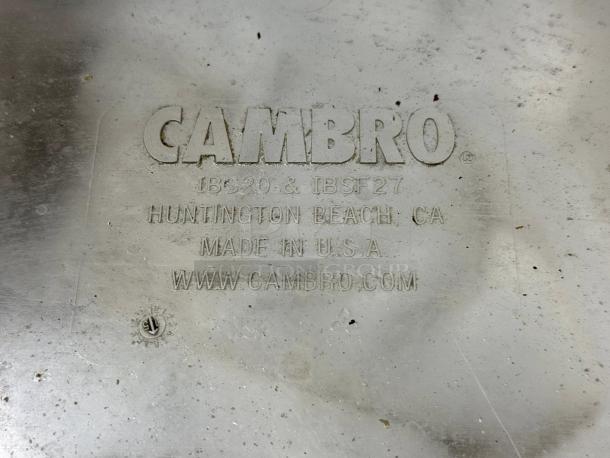 CAMBRO®
IBS20 & IBSF27
HUNTINGTON BEACH, CA
MADE IN U.S.A.
WWW.CAMBRO.COM